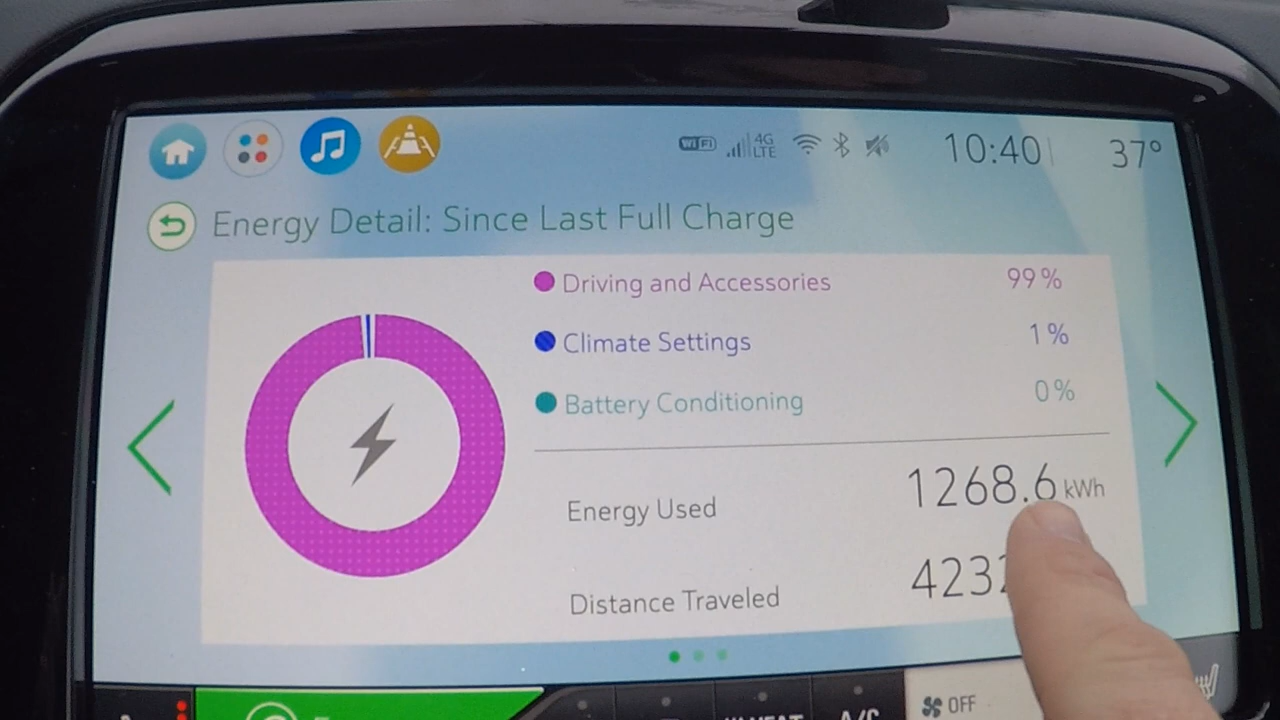 WiFi 4G LTE 10:40 37°
Energy Detail: Since Last Full Charge
Driving and Accessories 99%
Climate Settings 1%
Battery Conditioning 0%
Energy Used 1268.6 kWh
Distance Traveled
OFF
A/C